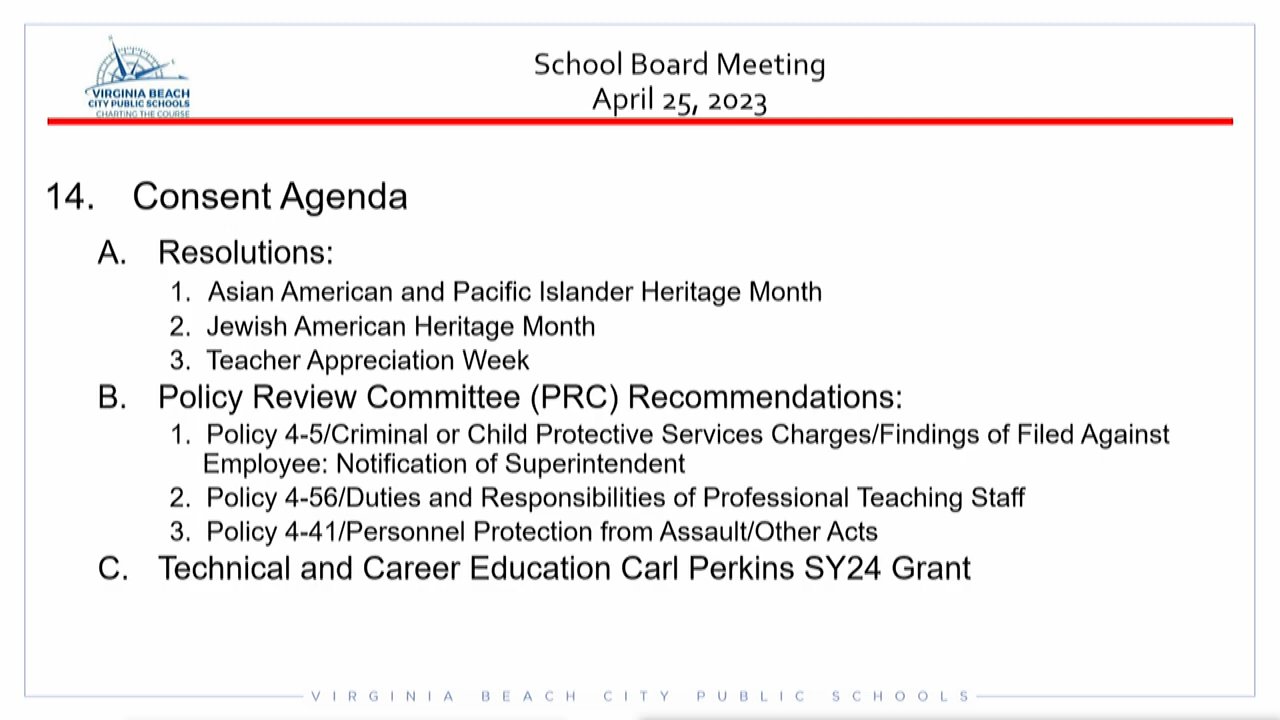 VIRGINIA BEACH
CITY PUBLIC SCHOOLS
CHARTING THE COURSE
School Board Meeting
April 25, 2023
14. Consent Agenda
A. Resolutions:
1. Asian American and Pacific Islander Heritage Month
2. Jewish American Heritage Month
3. Teacher Appreciation Week
B. Policy Review Committee (PRC) Recommendations:
1. Policy 4-5/Criminal or Child Protective Services Charges/Findings of Filed Against
Employee: Notification of Superintendent
2. Policy 4-56/Duties and Responsibilities of Professional Teaching Staff
3. Policy 4-41/Personnel Protection from Assault/Other Acts
C. Technical and Career Education Carl Perkins SY24 Grant
VIRGINIA BEACH CITY PUBLIC SCHOOLS